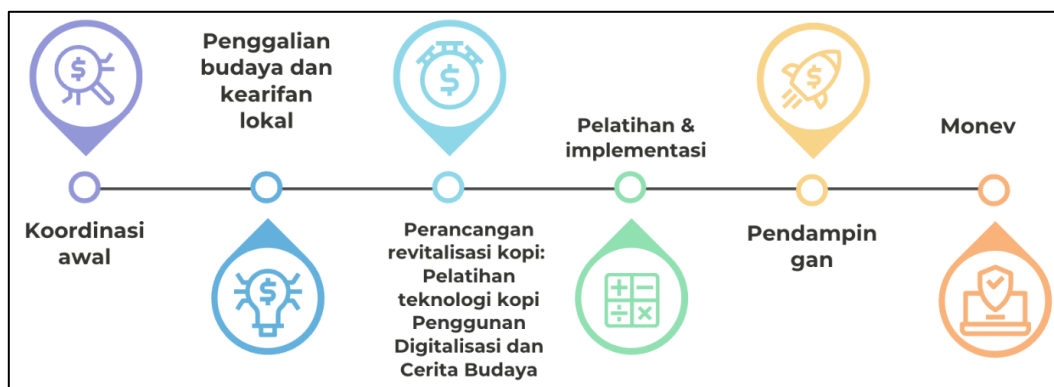 Koordinasi
awal
Penggalian
budaya dan
kearifan
lokal
Perancangan
revitalisasi kopi:
Pelatihan
teknologi kopi
Penggunan
Digitalisasi dan
Cerita Budaya
Pelatihan &
implementasi
Pendampin
gan
Monev